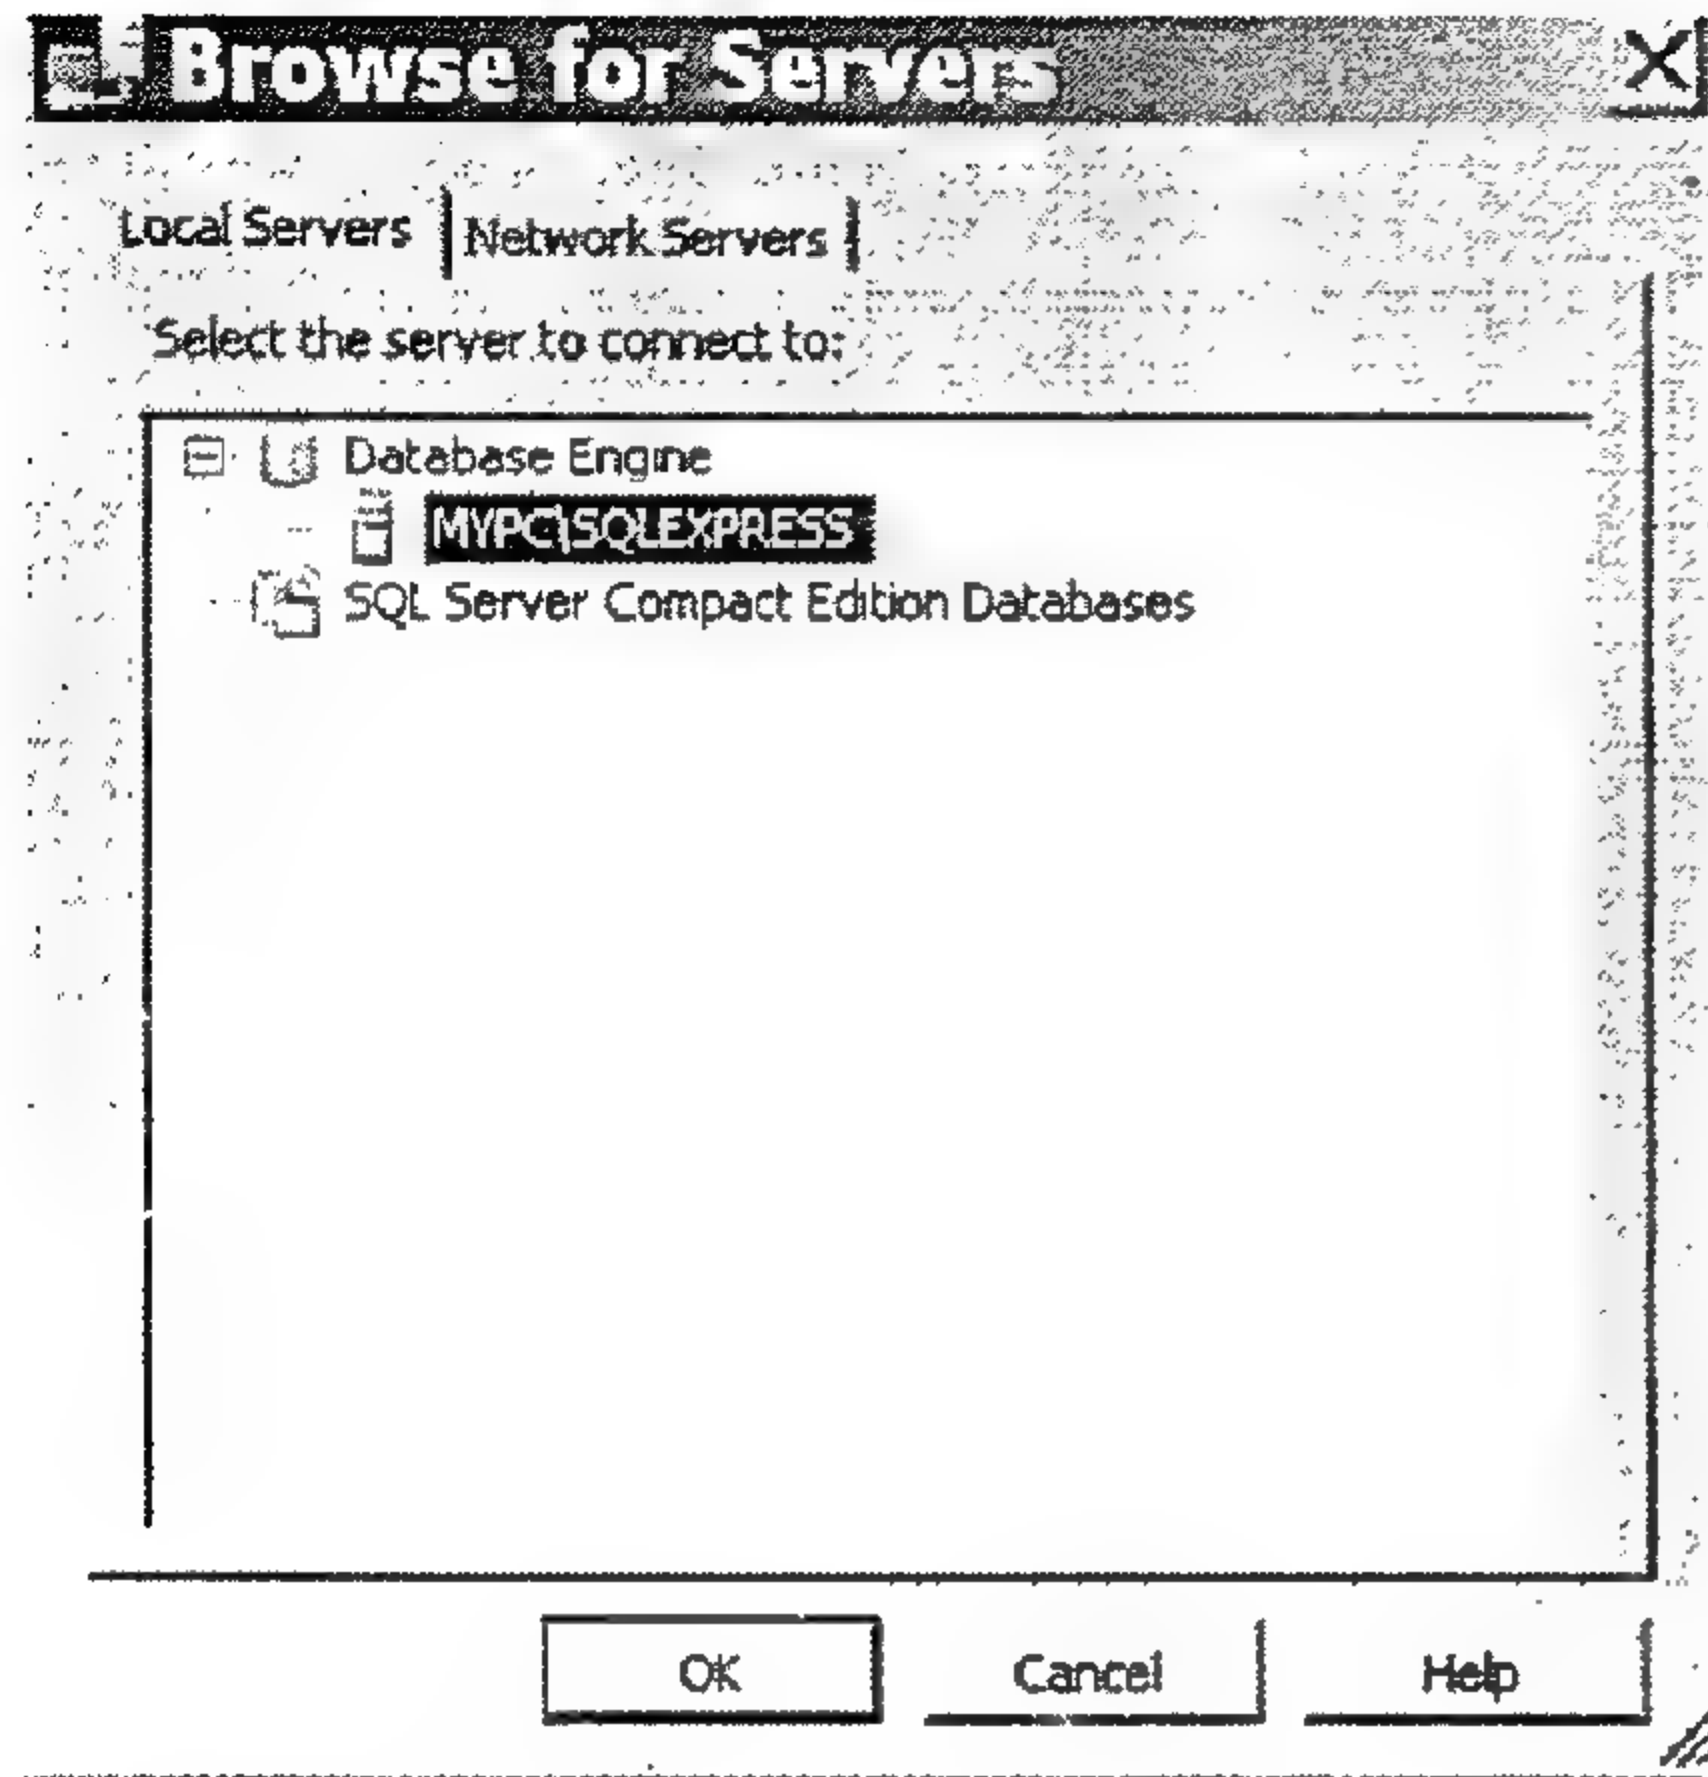 Browse for Servers
Local Servers Network Servers
Select the server to connect to:
Database Engine
MYPC\SQLEXPRESS
SQL Server Compact Edition Databases
OK Cancel Help